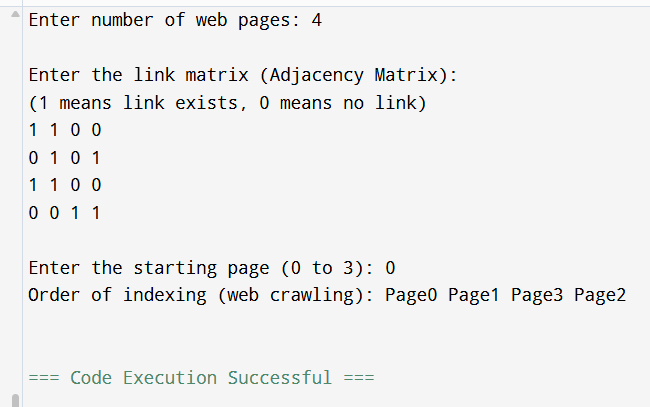 Enter number of web pages: 4
Enter the link matrix (Adjacency Matrix):
(1 means link exists, 0 means no link)
1 1 0 0
0 1 0 1
1 1 0 0
0 0 1 1
Enter the starting page (0 to 3): 0
Order of indexing (web crawling): Page0 Page1 Page3 Page2
=== Code Execution Successful ===